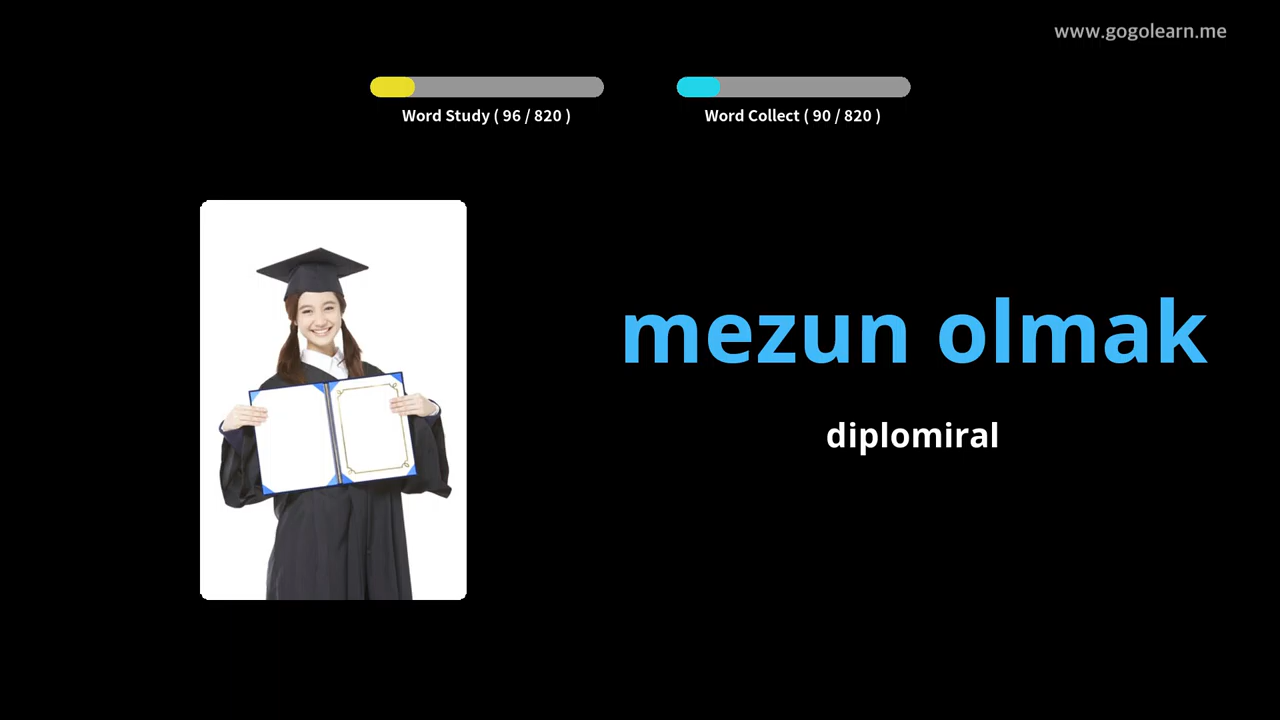 www.gogolearn.me
Word Study ( 96 / 820 )
Word Collect ( 90 / 820 )
mezun olmak
diplomiral